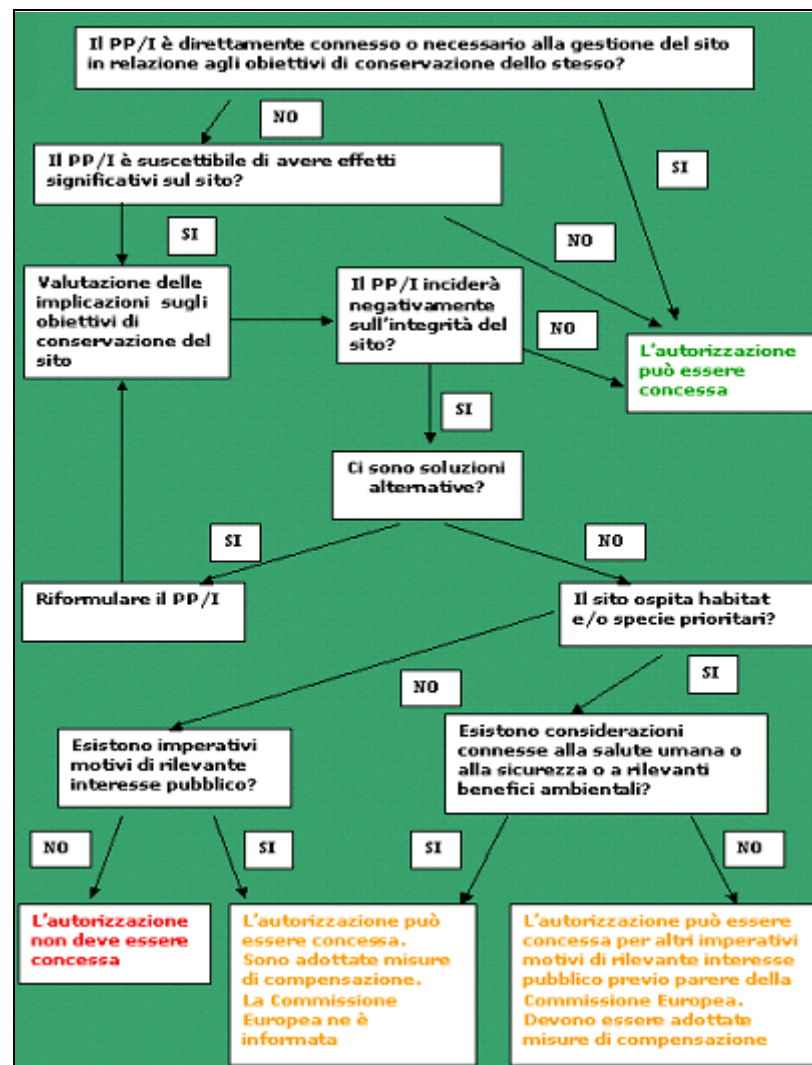 Il PP/I è direttamente connesso o necessario alla gestione del sito
in relazione agli obiettivi di conservazione dello stesso?
NO
SI
Il PP/I è suscettibile di avere effetti
significativi sul sito?
SI
NO
Valutazione delle
implicazioni sugli
obiettivi di
conservazione del
sito
Il PP/I inciderà
negativamente
sull'integrità del
sito?
NO
L'autorizzazione
può essere
concessa
SI
Ci sono soluzioni
alternative?
SI
NO
Riformulare il PP/I
Il sito ospita habitat
e/o specie prioritari?
NO
SI
Esistono imperativi
motivi di rilevante
interesse pubblico?
Esistono considerazioni
connesse alla salute umana o
alla sicurezza o a rilevanti
benefici ambientali?
NO
SI
SI
NO
L'autorizzazione
non deve essere
concessa
L'autorizzazione può
essere concessa.
Sono adottate misure
di compensazione.
La Commissione
Europea ne è
informata
L'autorizzazione può essere
concessa per altri imperativi
motivi di rilevante interesse
pubblico previo parere della
Commissione Europea.
Devono essere adottate
misure di compensazione